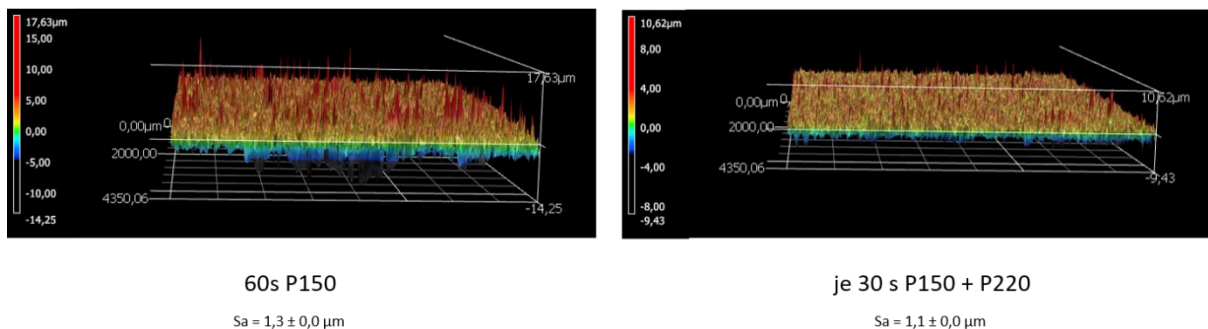 17,63µm
15,00
10,00
5,00
0,00
-5,00
-10,00
-14,25
17,63µm
0,00µm
0
2000,00
4350,06
-14,25
10,62µm
8,00
4,00
0,00
-4,00
-8,00
-9,43
10,62µm
0,00µm
0
2000,00
4350,06
-9,43
60s P150
Sa = 1,3 ± 0,0 µm
je 30 s P150 + P220
Sa = 1,1 ± 0,0 µm